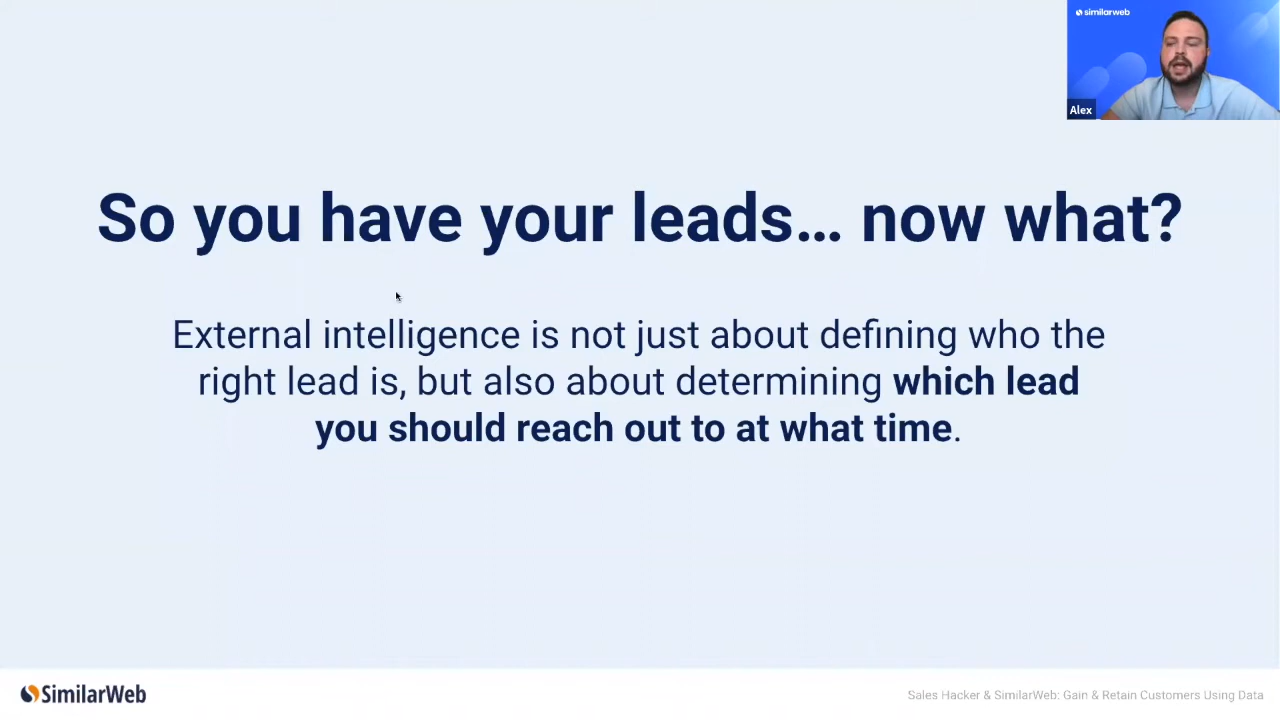 similarweb
Alex
So you have your leads… now what?
External intelligence is not just about defining who the
right lead is, but also about determining which lead
you should reach out to at what time.
SimilarWeb
Sales Hacker & SimilarWeb: Gain & Retain Customers Using Data